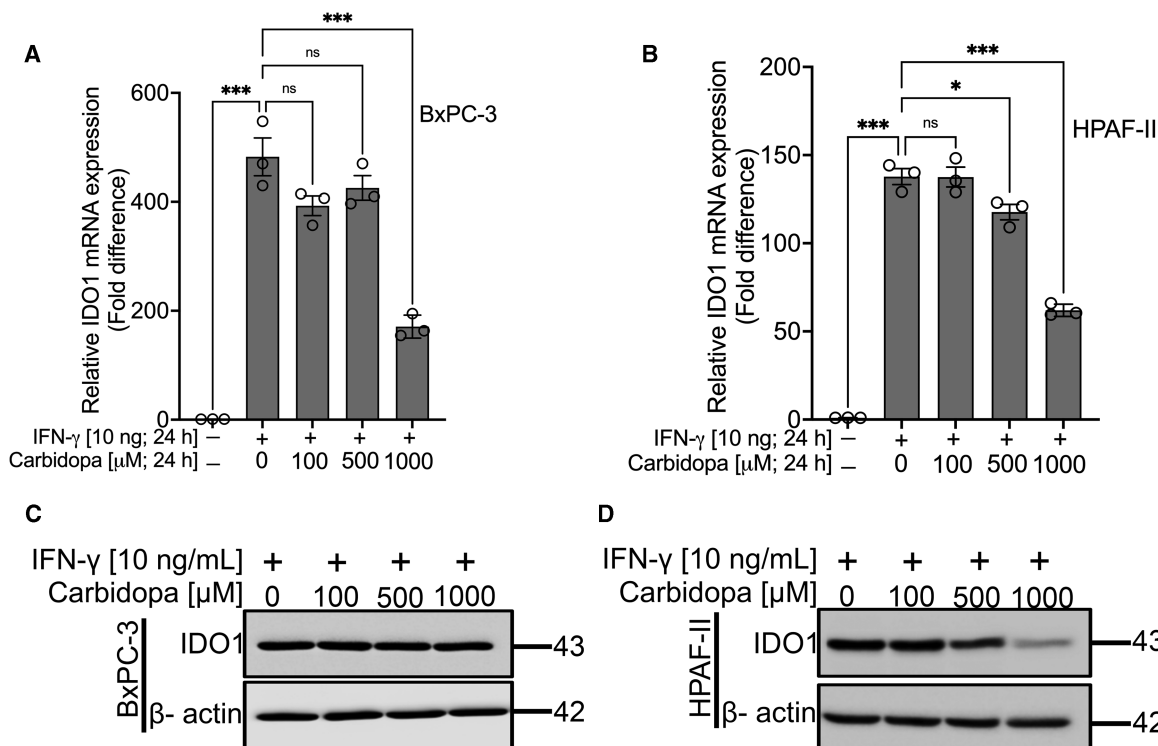 A
Relative IDO1 mRNA expression
(Fold difference)
600
400
200
0
***
ns
ns
***
BxPC-3
IFN-γ [10 ng; 24 h] – + + + +
Carbidopa [µM; 24 h] – 0 100 500 1000
B
Relative IDO1 mRNA expression
(Fold difference)
200
150
100
50
0
***
*
ns
***
HPAF-II
IFN-γ [10 ng; 24 h] – + + + +
Carbidopa [µM; 24 h] – 0 100 500 1000
C
IFN-γ [10 ng/mL] + + + +
Carbidopa [µM] 0 100 500 1000
BxPC-3
IDO1 43
β- actin 42
D
IFN-γ [10 ng/mL] + + + +
Carbidopa [µM] 0 100 500 1000
HPAF-II
IDO1 43
β- actin 42